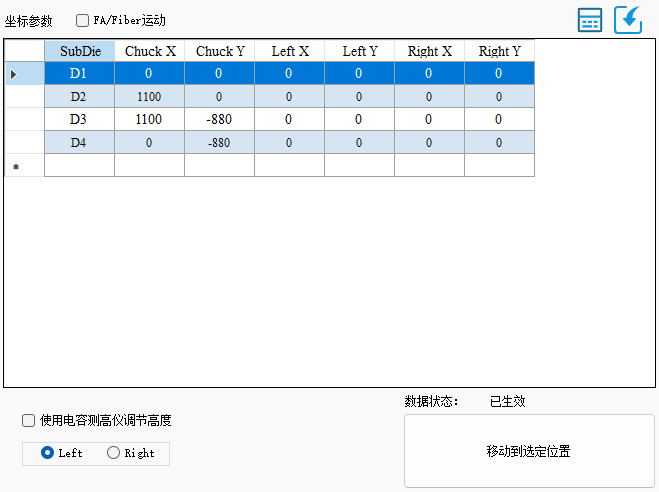 坐标参数 FA/Fiber运动
SubDie Chuck X Chuck Y Left X Left Y Right X Right Y
D1 0 0 0 0 0 0
D2 1100 0 0 0 0 0
D3 1100 -880 0 0 0 0
D4 0 -880 0 0 0 0
数据状态： 已生效
使用电容测高仪调节高度
Left Right
移动到选定位置